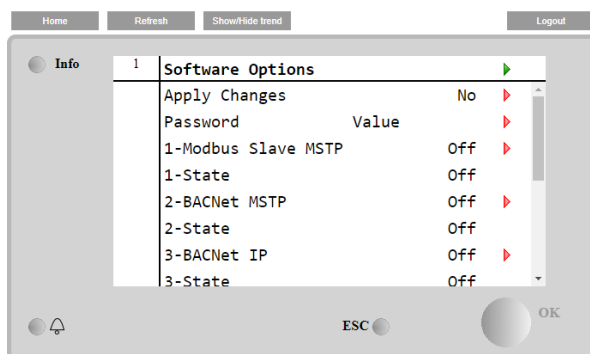 Home Refresh Show/Hide trend Logout
Info
1 Software Options
Apply Changes No
Password Value
1-Modbus Slave MSTP Off
1-State Off
2-BACNet MSTP Off
2-State Off
3-BACNet IP Off
3-State Off
ESC OK